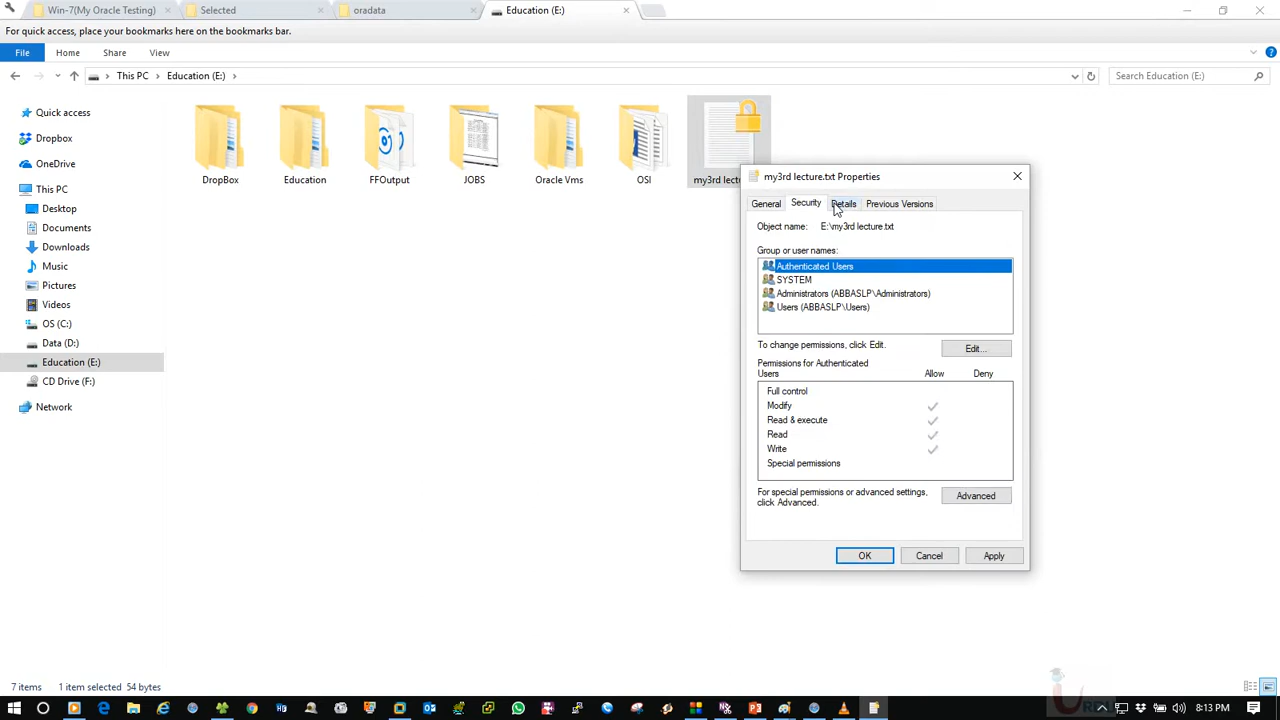 Win-7(My Oracle Testing)
Selected
oradata
Education (E:)
For quick access, place your bookmarks here on the bookmarks bar.
File
Home
Share
View
This PC
Education (E:)
Search Education (E:)
Quick access
Dropbox
OneDrive
This PC
Desktop
Documents
Downloads
Music
Pictures
Videos
OS (C:)
Data (D:)
Education (E:)
CD Drive (F:)
Network
DropBox
Education
FFOutput
JOBS
Oracle Vms
OSI
my3rd lectu
my3rd lecture.txt Properties
General
Security
Details
Previous Versions
Object name: E:\my3rd lecture.txt
Group or user names:
Authenticated Users
SYSTEM
Administrators (ABBASLP\Administrators)
Users (ABBASLP\Users)
To change permissions, click Edit.
Edit...
Permissions for Authenticated
Users
Allow
Deny
Full control
Modify
Read & execute
Read
Write
Special permissions
For special permissions or advanced settings,
click Advanced.
Advanced
OK
Cancel
Apply
7 items
1 item selected 54 bytes
8:13 PM